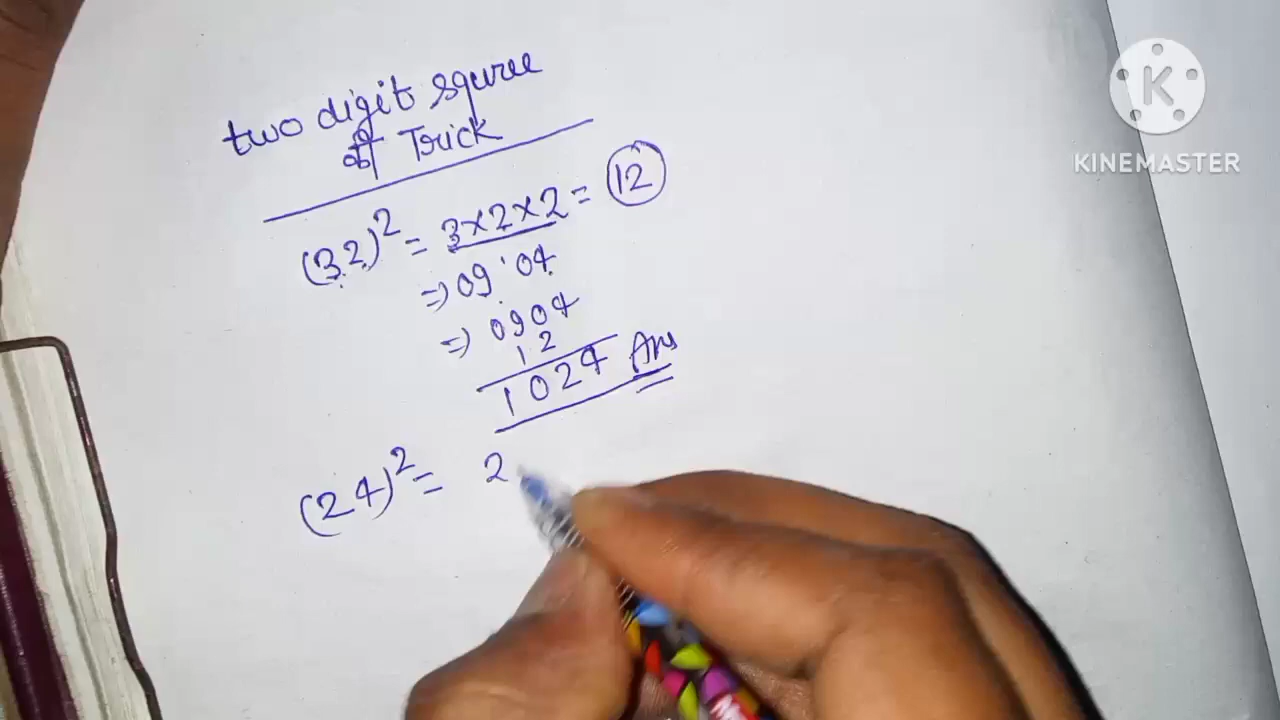 two digit squree
की Trick
(32)² = 3×2×2 = 12
⇒ 09'04
⇒ 0904
12
1024 Ans
(24)² = 2
KINEMASTER